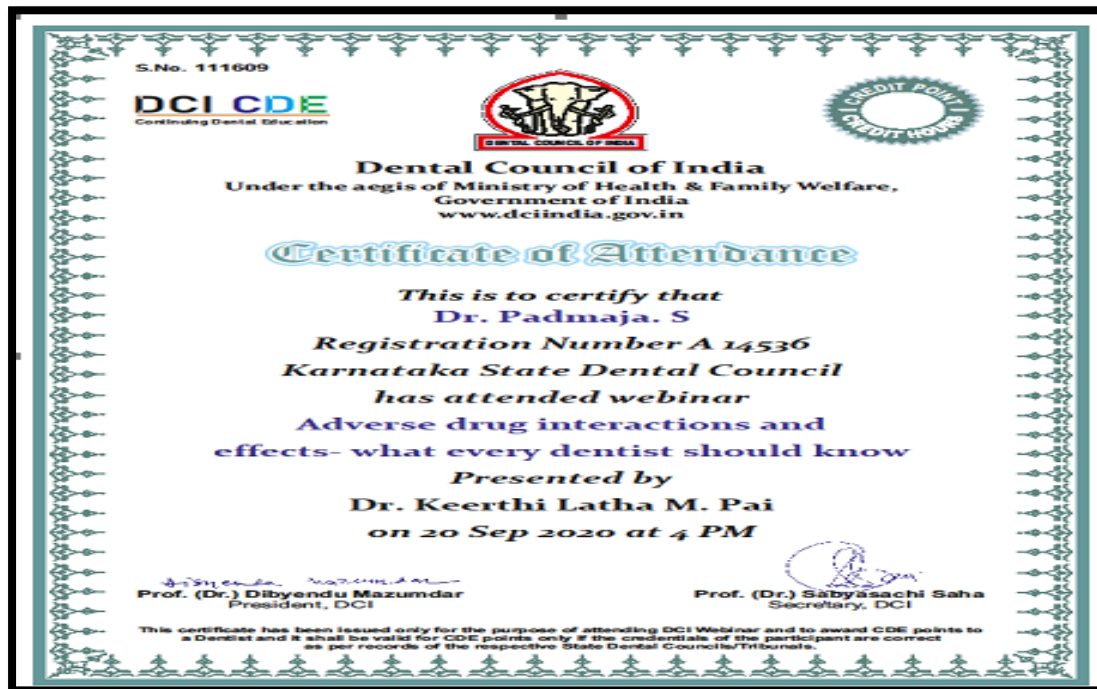 S.No. 111609
DCI CDE
Continuing Dental Education
DENTAL COUNCIL OF INDIA
CREDIT POINT
CREDIT HOURS
Dental Council of India
Under the aegis of Ministry of Health & Family Welfare,
Government of India
www.dciindia.gov.in
Certificate of Attendance
This is to certify that
Dr. Padmaja. S
Registration Number A 14536
Karnataka State Dental Council
has attended webinar
Adverse drug interactions and
effects- what every dentist should know
Presented by
Dr. Keerthi Latha M. Pai
on 20 Sep 2020 at 4 PM
Dibyendu Mazumdar
Prof. (Dr.) Dibyendu Mazumdar
President, DCI
Prof. (Dr.) Sabyasachi Saha
Secretary, DCI
This certificate has been issued only for the purpose of attending DCI Webinar and to award CDE points to
as Dentist and it shall be valid for CDE points only if the credentials of the participant are correct
as per records of the respective State Dental Councils/Tribunals.